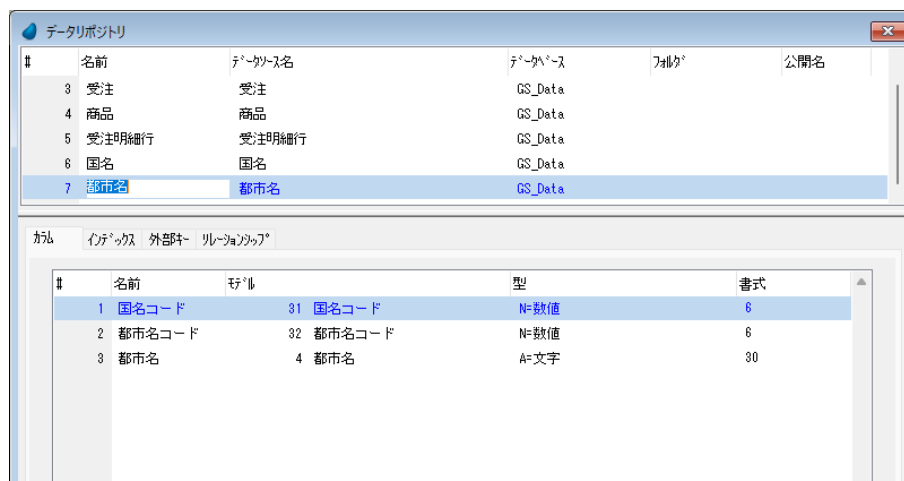 データリポジトリ
# 名前 ﾃﾞｰﾀｿｰｽ名 ﾃﾞｰﾀﾍﾞｰｽ ﾌｫﾙﾀﾞ 公開名
3 受注 受注 GS_Data
4 商品 商品 GS_Data
5 受注明細行 受注明細行 GS_Data
6 国名 国名 GS_Data
7 都市名 都市名 GS_Data
ｶﾗﾑ ｲﾝﾃﾞｯｸｽ 外部ｷｰ ﾘﾚｰｼｮﾝｼｯﾌﾟ
# 名前 ﾓﾃﾞﾙ 型 書式
1 国名コード 31 国名コード N=数値 6
2 都市名コード 32 都市名コード N=数値 6
3 都市名 4 都市名 A=文字 30